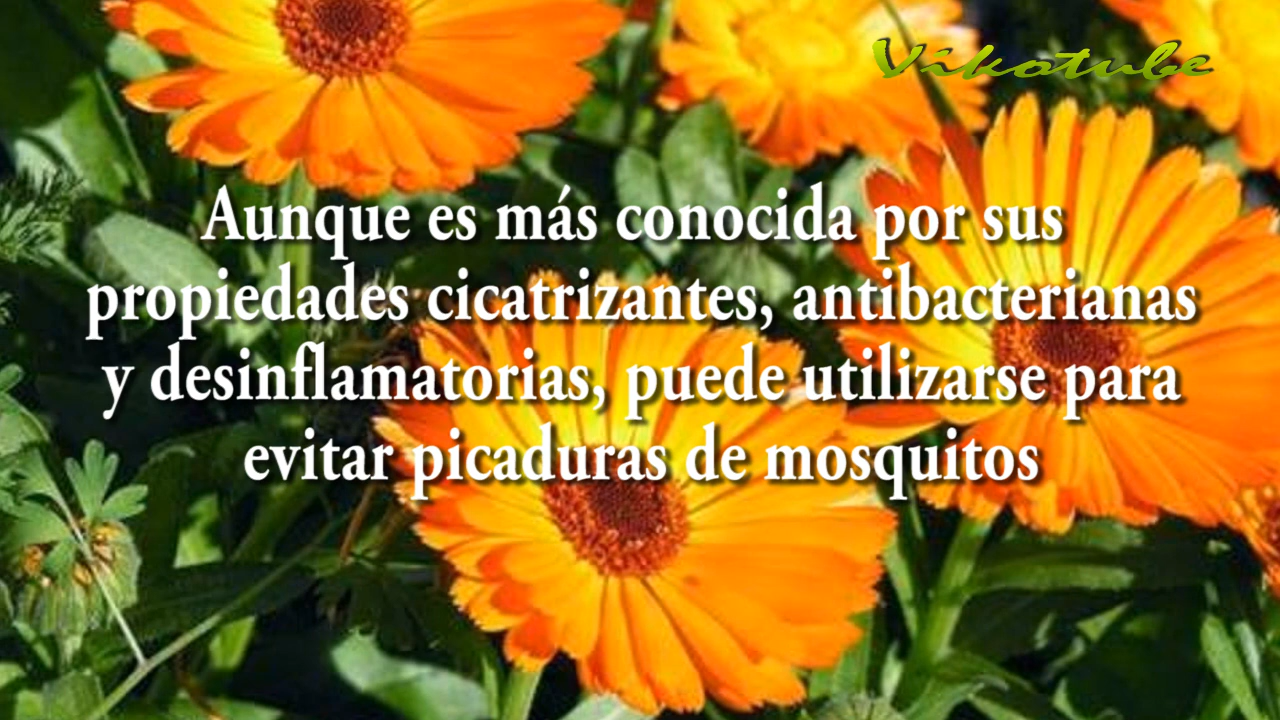 Vikotube
Aunque es más conocida por sus
propiedades cicatrizantes, antibacterianas
y desinflamatorias, puede utilizarse para
evitar picaduras de mosquitos